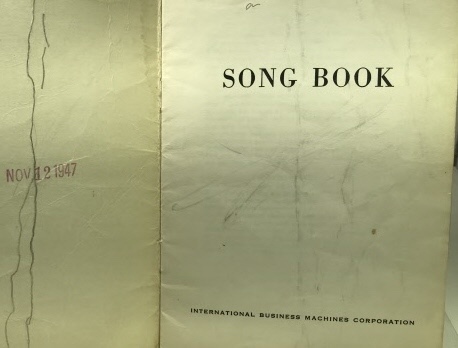 NOV 12 1947
SONG BOOK
INTERNATIONAL BUSINESS MACHINES CORPORATION